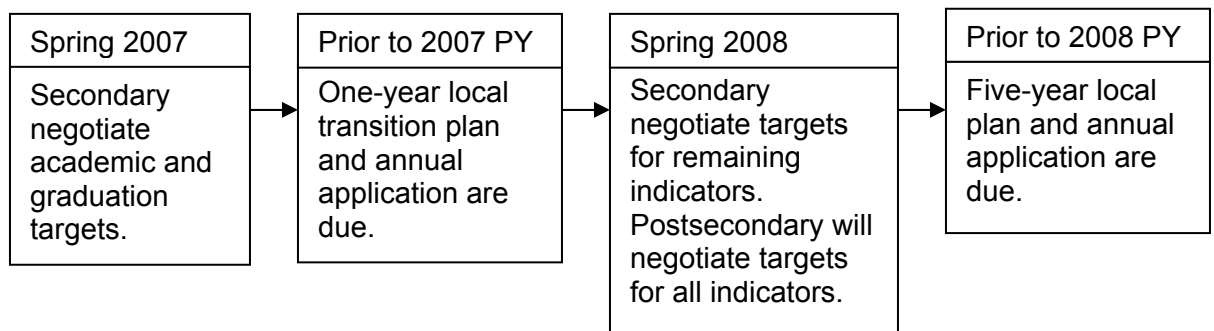 Spring 2007
Secondary
negotiate
academic and
graduation
targets.
Prior to 2007 PY
One-year local
transition plan
and annual
application are
due.
Spring 2008
Secondary
negotiate targets
for remaining
indicators.
Postsecondary will
negotiate targets
for all indicators.
Prior to 2008 PY
Five-year local
plan and annual
application are
due.